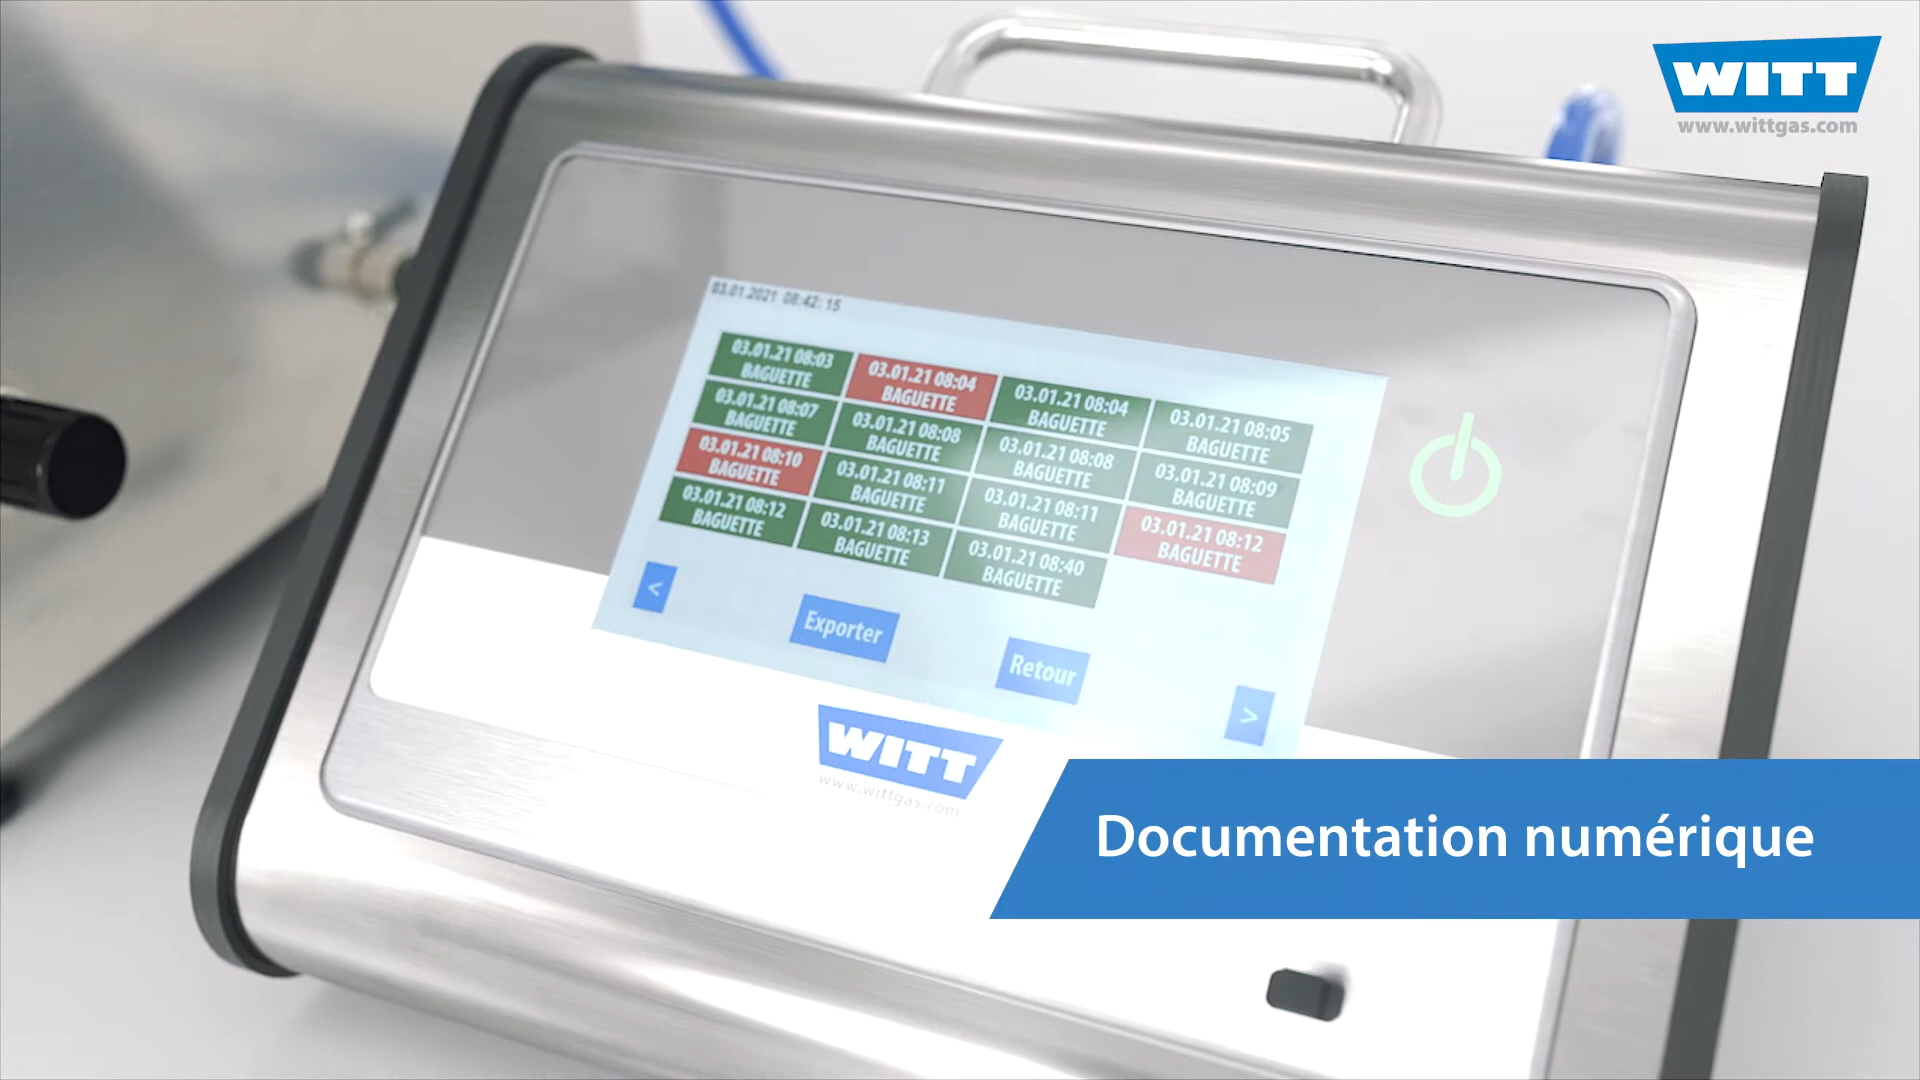 WITT
www.wittgas.com
03.01.2021 08:42:15
03.01.21 08:03
BAGUETTE
03.01.21 08:04
BAGUETTE
03.01.21 08:04
BAGUETTE
03.01.21 08:05
BAGUETTE
03.01.21 08:07
BAGUETTE
03.01.21 08:08
BAGUETTE
03.01.21 08:08
BAGUETTE
03.01.21 08:09
BAGUETTE
03.01.21 08:10
BAGUETTE
03.01.21 08:11
BAGUETTE
03.01.21 08:11
BAGUETTE
03.01.21 08:12
BAGUETTE
03.01.21 08:12
BAGUETTE
03.01.21 08:13
BAGUETTE
03.01.21 08:40
BAGUETTE
<
Exporter
Retour
>
WITT
www.wittgas.com
Documentation numérique